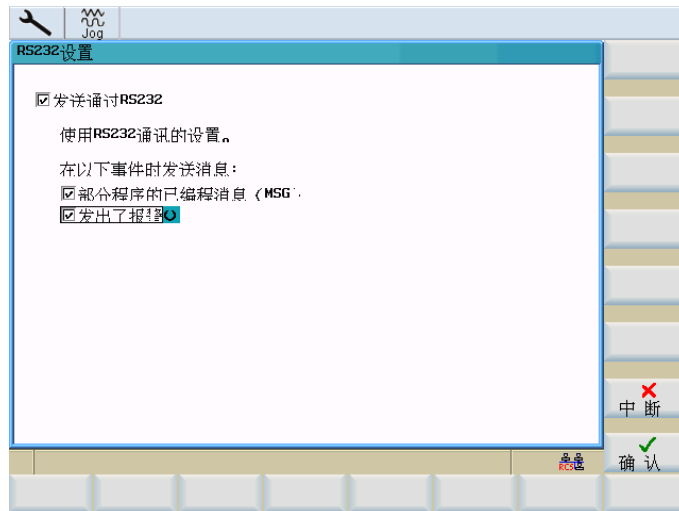 Jog
RS232设置
发送通过RS232
使用RS232通讯的设置。
在以下事件时发送消息：
部分程序的已编程消息（MSG
发出了报警
中断
RCS
确认